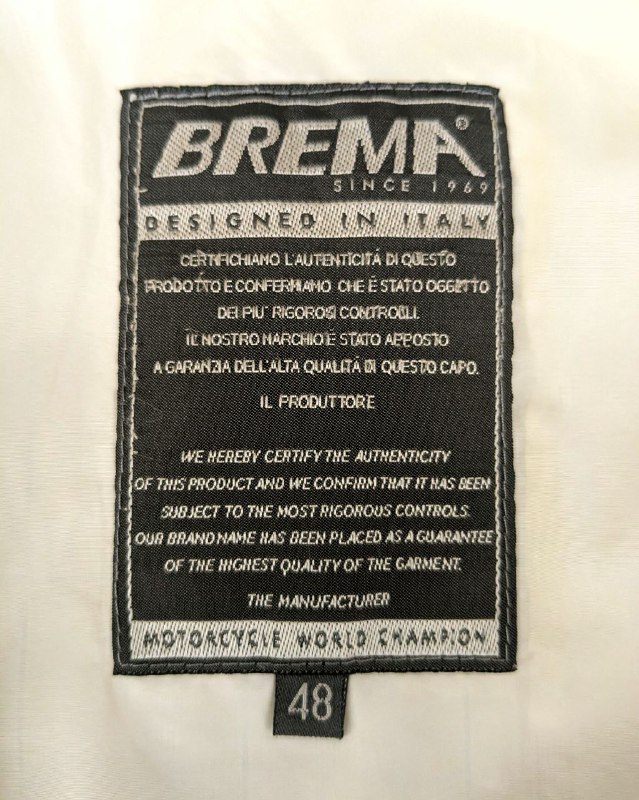 BREMA®
SINCE 1969
DESIGNED IN ITALY
CERTIFICHIAMO L'AUTENTICITÀ DI QUESTO
PRODOTTO E CONFERMIAMO CHE È STATO OGGETTO
DEI PIU' RIGOROSI CONTROLLI.
IL NOSTRO MARCHIO È STATO APPOSTO
A GARANZIA DELL'ALTA QUALITÀ DI QUESTO CAPO.
IL PRODUTTORE
WE HEREBY CERTIFY THE AUTHENTICITY
OF THIS PRODUCT AND WE CONFIRM THAT IT HAS BEEN
SUBJECT TO THE MOST RIGOROUS CONTROLS.
OUR BRAND NAME HAS BEEN PLACED AS A GUARANTEE
OF THE HIGHEST QUALITY OF THE GARMENT.
THE MANUFACTURER
MOTORCYCLE WORLD CHAMPION
48